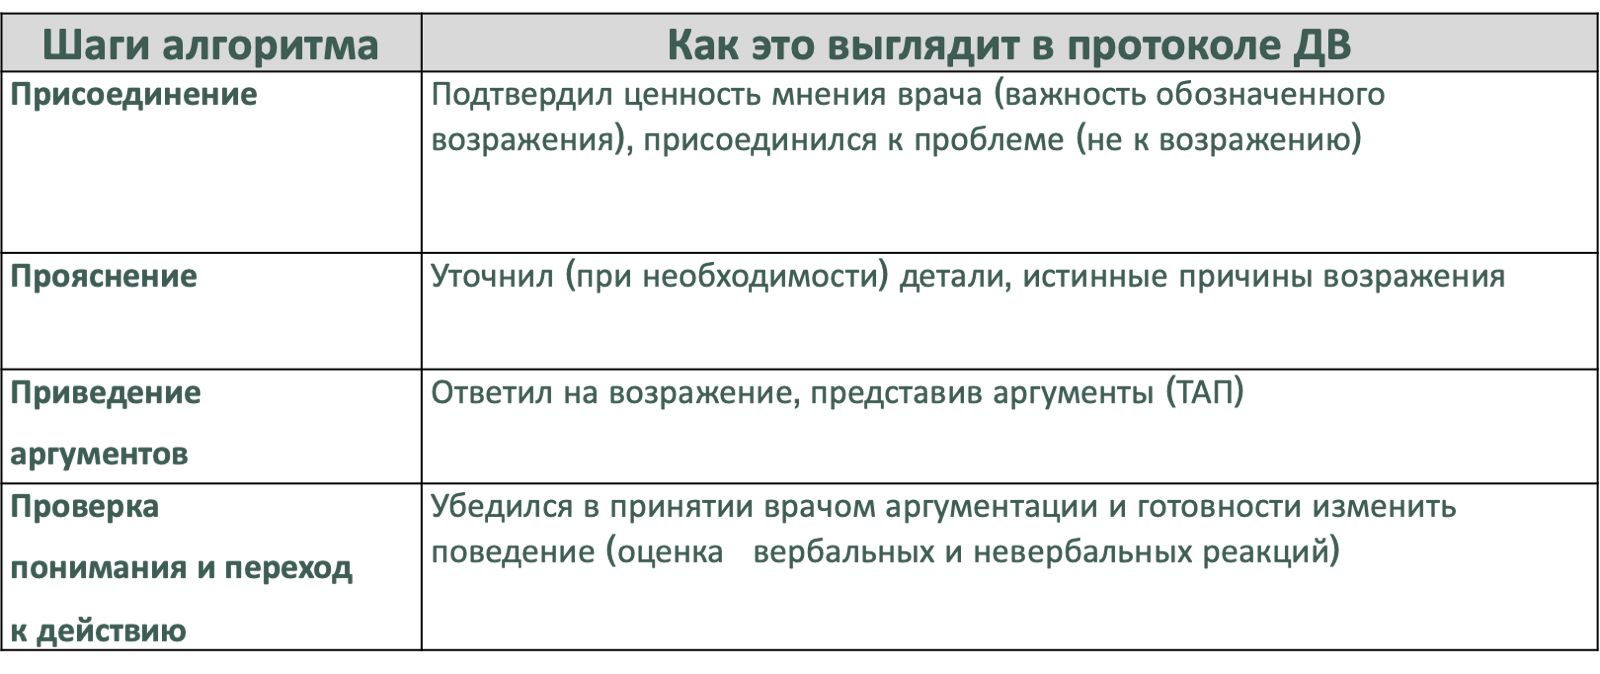 Шаги алгоритма
Как это выглядит в протоколе ДВ
Присоединение
Подтвердил ценность мнения врача (важность обозначенного
возражения), присоединился к проблеме (не к возражению)
Прояснение
Уточнил (при необходимости) детали, истинные причины возражения
Приведение
аргументов
Ответил на возражение, представив аргументы (ТАП)
Проверка
понимания и переход
к действию
Убедился в принятии врачом аргументации и готовности изменить
поведение (оценка вербальных и невербальных реакций)